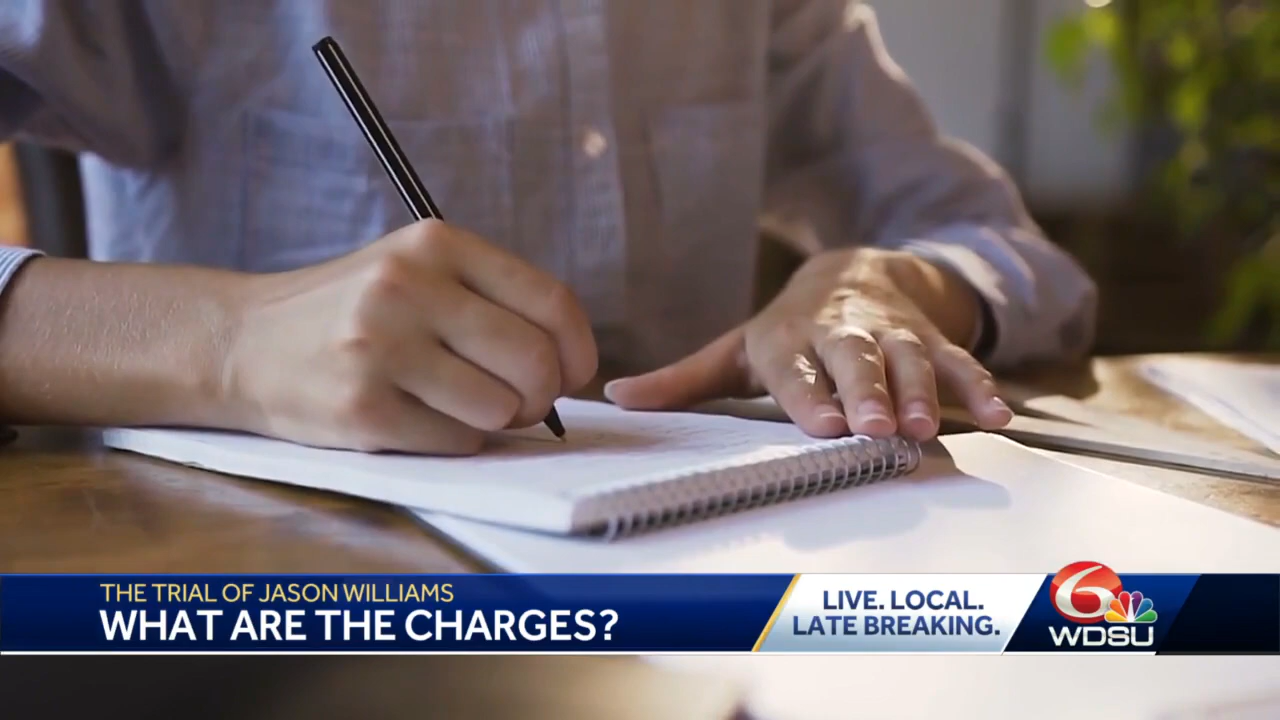 THE TRIAL OF JASON WILLIAMS
WHAT ARE THE CHARGES?
LIVE. LOCAL.
LATE BREAKING.
6
WDSU